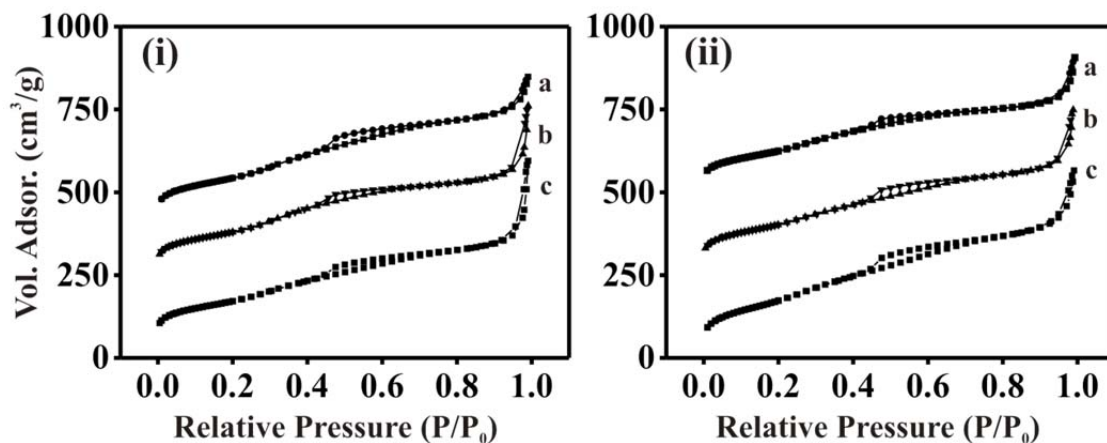 (i)
Vol. Adsor. (cm³/g)
1000
750
500
250
0
a
b
c
0.0 0.2 0.4 0.6 0.8 1.0
Relative Pressure (P/P₀)
(ii)
1000
750
500
250
0
a
b
c
0.0 0.2 0.4 0.6 0.8 1.0
Relative Pressure (P/P₀)